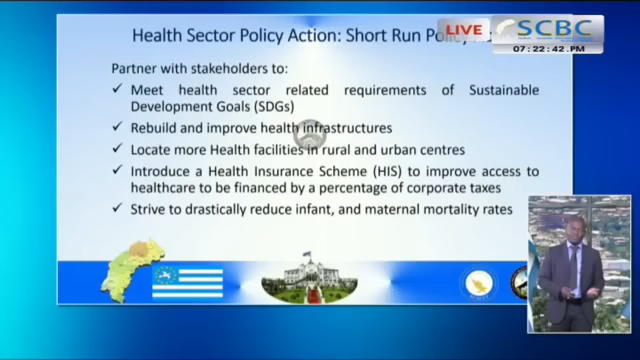 Health Sector Policy Action: Short Run
LIVE
SCBC
07:22:42 PM
Partner with stakeholders to:
✓ Meet health sector related requirements of Sustainable
Development Goals (SDGs)
✓ Rebuild and improve health infrastructures
✓ Locate more Health facilities in rural and urban centres
✓ Introduce a Health Insurance Scheme (HIS) to improve access to
healthcare to be financed by a percentage of corporate taxes
✓ Strive to drastically reduce infant, and maternal mortality rates